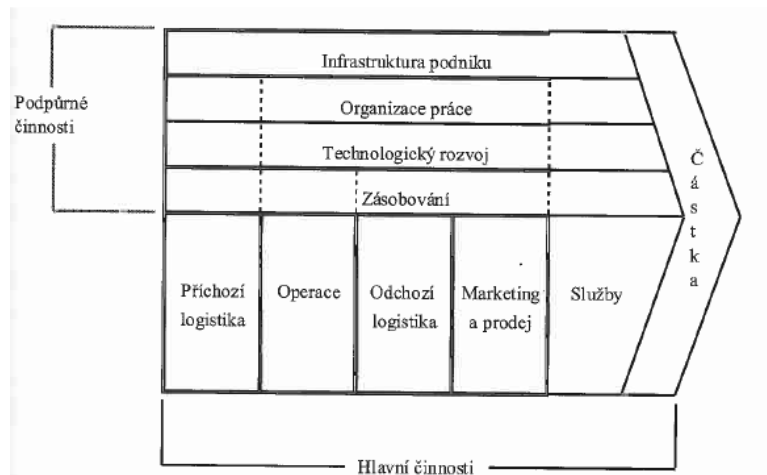 Infrastruktura podniku
Podpůrné
činnosti
Organizace práce
Technologický rozvoj
Zásobování
Příchozí
logistika
Operace
Odchozí
logistika
Marketing
a prodej
Služby
Částka
Hlavní činnosti